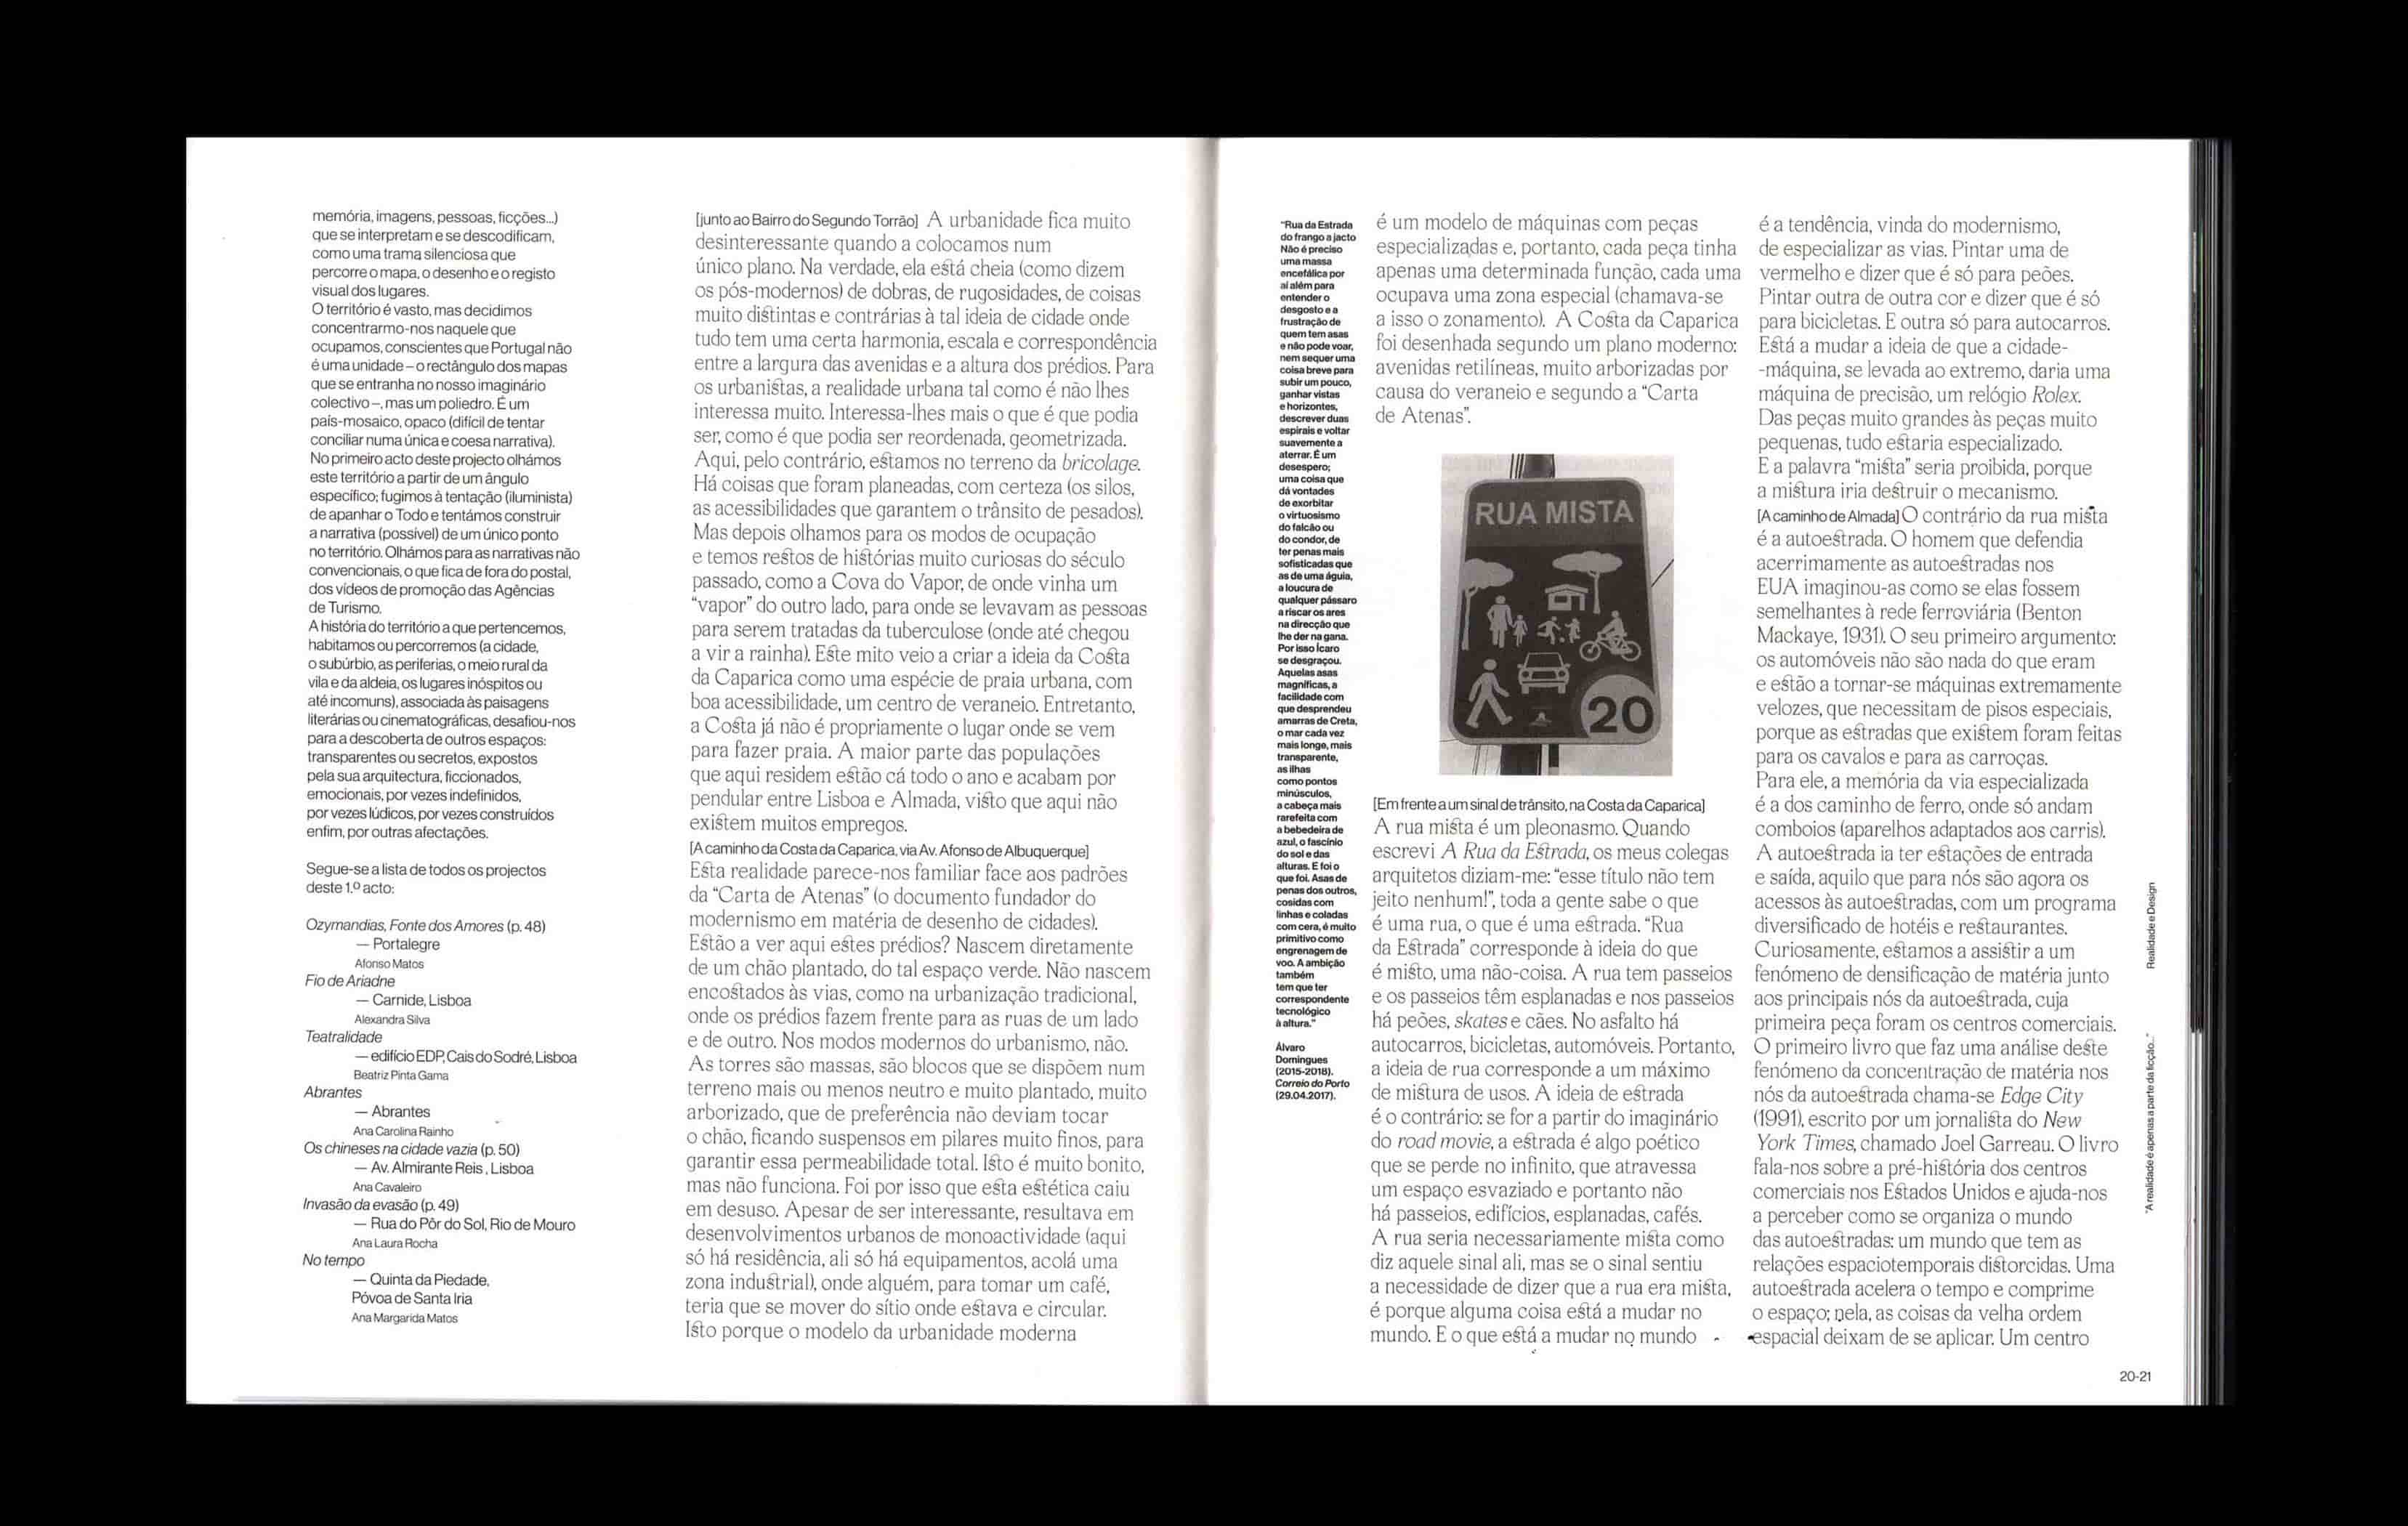 memória, imagens, pessoas, ficções...)
que se interpretam e se descodificam,
como uma trama silenciosa que
percorre o mapa, o desenho e o registo
visual dos lugares.
O território é vasto, mas decidimos
concentrarmo-nos naquele que
ocupamos, conscientes que Portugal não
é uma unidade – o rectângulo dos mapas
que se entranha no nosso imaginário
colectivo –, mas um poliedro. É um
país-mosaico, opaco (difícil de tentar
conciliar numa única e coesa narrativa).
No primeiro acto deste projecto olhámos
este território a partir de um ângulo
específico; fugimos à tentação (iluminista)
de apanhar o Todo e tentámos construir
a narrativa (possível) de um único ponto
no território. Olhámos para as narrativas não
convencionais, o que fica de fora do postal,
dos vídeos de promoção das Agências
de Turismo.
A história do território a que pertencemos,
habitamos ou percorremos (a cidade,
o subúrbio, as periferias, o meio rural da
vila e da aldeia, os lugares inóspitos ou
até incomuns), associada às paisagens
literárias ou cinematográficas, desafiou-nos
para a descoberta de outros espaços:
transparentes ou secretos, expostos
pela sua arquitectura, ficcionados,
emocionais, por vezes indefinidos,
por vezes lúdicos, por vezes construídos
enfim, por outras afectações.
Segue-se a lista de todos os projectos
deste 1.º acto:
Ozymandias, Fonte dos Amores (p. 48)
— Portalegre
Afonso Matos
Fio de Ariadne
— Carnide, Lisboa
Alexandra Silva
Teatralidade
— edifício EDP, Cais do Sodré, Lisboa
Beatriz Pinta Gama
Abrantes
— Abrantes
Ana Carolina Rainho
Os chineses na cidade vazia (p. 50)
— Av. Almirante Reis, Lisboa
Ana Cavaleiro
Invasão da evasão (p. 49)
— Rua do Pôr do Sol, Rio de Mouro
Ana Laura Rocha
No tempo
— Quinta da Piedade,
Póvoa de Santa Iria
Ana Margarida Matos
[junto ao Bairro do Segundo Torrão] A urbanidade fica muito
desinteressante quando a colocamos num
único plano. Na verdade, ela está cheia (como dizem
os pós-modernos) de dobras, de rugosidades, de coisas
muito distintas e contrárias à tal ideia de cidade onde
tudo tem uma certa harmonia, escala e correspondência
entre a largura das avenidas e a altura dos prédios. Para
os urbanistas, a realidade urbana tal como é não lhes
interessa muito. Interessa-lhes mais o que é que podia
ser, como é que podia ser reordenada, geometrizada.
Aqui, pelo contrário, estamos no terreno da bricolage.
Há coisas que foram planeadas, com certeza (os silos,
as acessibilidades que garantem o trânsito de pesados).
Mas depois olhamos para os modos de ocupação
e temos restos de histórias muito curiosas do século
passado, como a Cova do Vapor, de onde vinha um
"vapor" do outro lado, para onde se levavam as pessoas
para serem tratadas da tuberculose (onde até chegou
a vir a rainha). Este mito veio a criar a ideia da Costa
da Caparica como uma espécie de praia urbana, com
boa acessibilidade, um centro de veraneio. Entretanto,
a Costa já não é propriamente o lugar onde se vem
para fazer praia. A maior parte das populações
que aqui residem estão cá todo o ano e acabam por
pendular entre Lisboa e Almada, visto que aqui não
existem muitos empregos.
[A caminho da Costa da Caparica, via Av. Afonso de Albuquerque]
Esta realidade parece-nos familiar face aos padrões
da "Carta de Atenas" (o documento fundador do
modernismo em matéria de desenho de cidades).
Estão a ver aqui estes prédios? Nascem diretamente
de um chão plantado, do tal espaço verde. Não nascem
encostados às vias, como na urbanização tradicional,
onde os prédios fazem frente para as ruas de um lado
e de outro. Nos modos modernos do urbanismo, não.
As torres são massas, são blocos que se dispõem num
terreno mais ou menos neutro e muito plantado, muito
arborizado, que de preferência não deviam tocar
o chão, ficando suspensos em pilares muito finos, para
garantir essa permeabilidade total. Isto é muito bonito,
mas não funciona. Foi por isso que esta estética caiu
em desuso. Apesar de ser interessante, resultava em
desenvolvimentos urbanos de monoactividade (aqui
só há residência, ali só há equipamentos, acolá uma
zona industrial), onde alguém, para tomar um café,
teria que se mover do sítio onde estava e circular.
Isto porque o modelo da urbanidade moderna
"Rua da Estrada
do frango a jacto
Não é preciso
uma massa
encefálica por
aí além para
entender o
desgosto e a
frustração de
quem tem asas
e não pode voar,
nem sequer uma
coisa breve para
subir um pouco,
ganhar vistas
e horizontes,
descrever duas
espirais e voltar
suavemente a
aterrar. É um
desespero;
uma coisa que
dá vontades
de exorbitar
o virtuosismo
do falcão ou
do condor, de
ter penas mais
sofisticadas que
as de uma águia,
a loucura de
qualquer pássaro
a riscar os ares
na direcção que
lhe der na gana.
Por isso Ícaro
se desgraçou.
Aquelas asas
magníficas, a
facilidade com
que desprendeu
amarras de Creta,
o mar cada vez
mais longe, mais
transparente,
as ilhas
como pontos
minúsculos,
a cabeça mais
rarefeita com
a bebedeira de
azul, o fascínio
do sol e das
alturas. E foi o
que foi. Asas de
penas dos outros,
cosidas com
linhas e coladas
com cera, é muito
primitivo como
engrenagem de
voo. A ambição
também
tem que ter
correspondente
tecnológico
à altura."
Álvaro
Domingues
(2015-2018).
Correio do Porto
(29.04.2017).
é um modelo de máquinas com peças
especializadas e, portanto, cada peça tinha
apenas uma determinada função, cada uma
ocupava uma zona especial (chamava-se
a isso o zonamento). A Costa da Caparica
foi desenhada segundo um plano moderno:
avenidas retilíneas, muito arborizadas por
causa do veraneio e segundo a "Carta
de Atenas".
RUA MISTA
20
[Em frente a um sinal de trânsito, na Costa da Caparica]
A rua mista é um pleonasmo. Quando
escrevi A Rua da Estrada, os meus colegas
arquitetos diziam-me: "esse título não tem
jeito nenhum!", toda a gente sabe o que
é uma rua, o que é uma estrada. "Rua
da Estrada" corresponde à ideia do que
é misto, uma não-coisa. A rua tem passeios
e os passeios têm esplanadas e nos passeios
há peões, skates e cães. No asfalto há
autocarros, bicicletas, automóveis. Portanto,
a ideia de rua corresponde a um máximo
de mistura de usos. A ideia de estrada
é o contrário: se for a partir do imaginário
do road movie, a estrada é algo poético
que se perde no infinito, que atravessa
um espaço esvaziado e portanto não
há passeios, edifícios, esplanadas, cafés.
A rua seria necessariamente mista como
diz aquele sinal ali, mas se o sinal sentiu
a necessidade de dizer que a rua era mista,
é porque alguma coisa está a mudar no
mundo. E o que está a mudar no mundo
é a tendência, vinda do modernismo,
de especializar as vias. Pintar uma de
vermelho e dizer que é só para peões.
Pintar outra de outra cor e dizer que é só
para bicicletas. E outra só para autocarros.
Está a mudar a ideia de que a cidade-
-máquina, se levada ao extremo, daria uma
máquina de precisão, um relógio Rolex.
Das peças muito grandes às peças muito
pequenas, tudo estaria especializado.
E a palavra "mista" seria proibida, porque
a mistura iria destruir o mecanismo.
[A caminho de Almada] O contrário da rua mista
é a autoestrada. O homem que defendia
acerrimamente as autoestradas nos
EUA imaginou-as como se elas fossem
semelhantes à rede ferroviária (Benton
Mackaye, 1931). O seu primeiro argumento:
os automóveis não são nada do que eram
e estão a tornar-se máquinas extremamente
velozes, que necessitam de pisos especiais,
porque as estradas que existem foram feitas
para os cavalos e para as carroças.
Para ele, a memória da via especializada
é a dos caminho de ferro, onde só andam
comboios (aparelhos adaptados aos carris).
A autoestrada ia ter estações de entrada
e saída, aquilo que para nós são agora os
acessos às autoestradas, com um programa
diversificado de hotéis e restaurantes.
Curiosamente, estamos a assistir a um
fenómeno de densificação de matéria junto
aos principais nós da autoestrada, cuja
primeira peça foram os centros comerciais.
O primeiro livro que faz uma análise deste
fenómeno da concentração de matéria nos
nós da autoestrada chama-se Edge City
(1991), escrito por um jornalista do New
York Times, chamado Joel Garreau. O livro
fala-nos sobre a pré-história dos centros
comerciais nos Estados Unidos e ajuda-nos
a perceber como se organiza o mundo
das autoestradas: um mundo que tem as
relações espaciotemporais distorcidas. Uma
autoestrada acelera o tempo e comprime
o espaço; nela, as coisas da velha ordem
espacial deixam de se aplicar. Um centro
Realidade e Design
"A realidade é apenas a parte da ficção..."
20-21